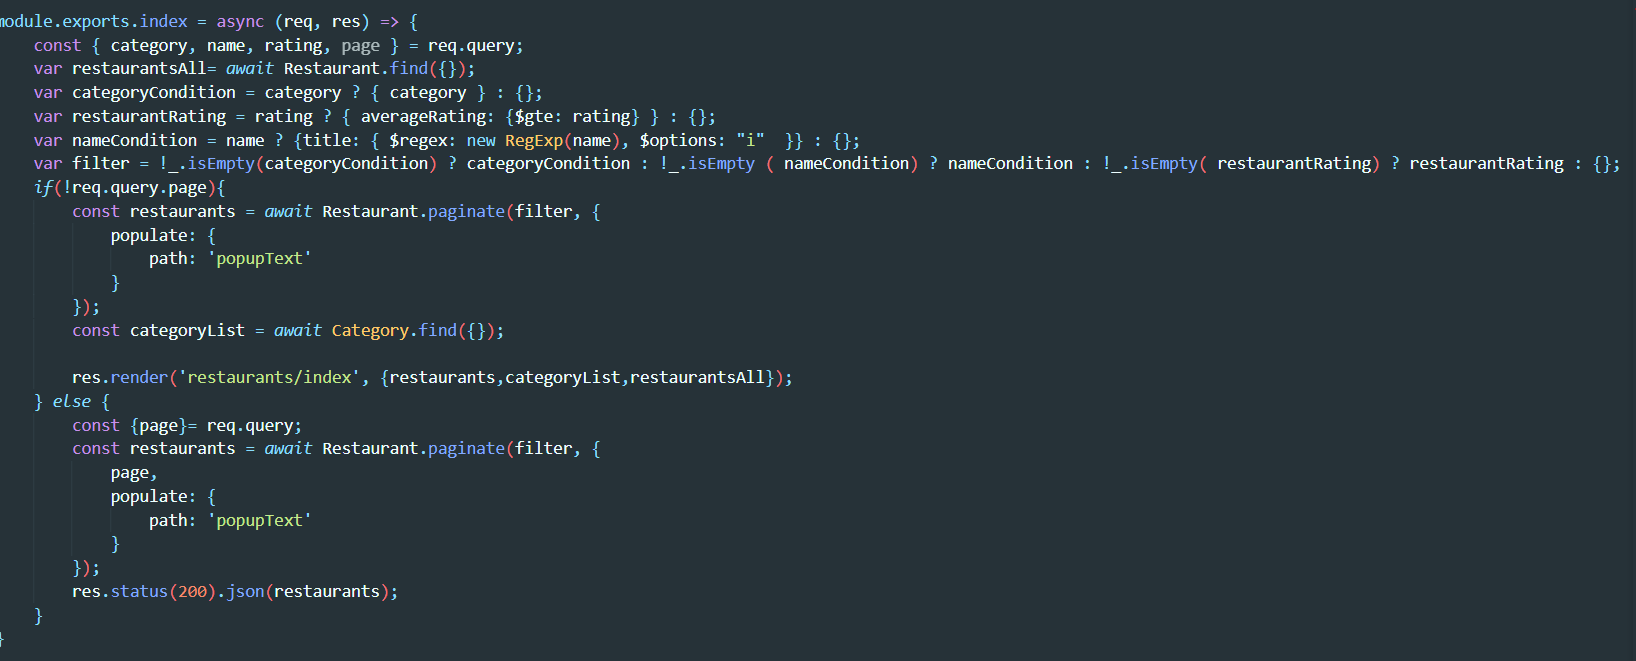 module.exports.index = async (req, res) => {
    const { category, name, rating, page } = req.query;
    var restaurantsAll= await Restaurant.find({});
    var categoryCondition = category ? { category } : {};
    var restaurantRating = rating ? { averageRating: {$gte: rating} } : {};
    var nameCondition = name ? {title: { $regex: new RegExp(name), $options: "i"  }} : {};
    var filter = !_.isEmpty(categoryCondition) ? categoryCondition : !_.isEmpty ( nameCondition) ? nameCondition : !_.isEmpty( restaurantRating) ? restaurantRating : {};
    if(!req.query.page){
        const restaurants = await Restaurant.paginate(filter, {
            populate: {
                path: 'popupText'
            }
        });
        const categoryList = await Category.find({});
        res.render('restaurants/index', {restaurants,categoryList,restaurantsAll});
    } else {
        const {page}= req.query;
        const restaurants = await Restaurant.paginate(filter, {
            page,
            populate: {
                path: 'popupText'
            }
        });
        res.status(200).json(restaurants);
    }
}